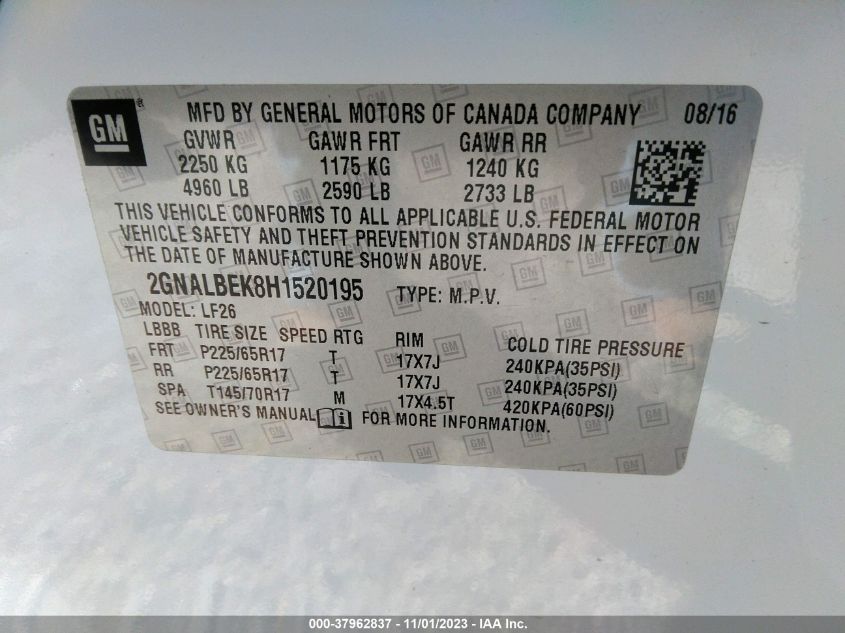 GM ® MFD BY GENERAL MOTORS OF CANADA COMPANY 08/16
GVWR GAWR FRT GAWR RR
2250 KG 1175 KG 1240 KG
4960 LB 2590 LB 2733 LB
THIS VEHICLE CONFORMS TO ALL APPLICABLE U.S. FEDERAL MOTOR
VEHICLE SAFETY AND THEFT PREVENTION STANDARDS IN EFFECT ON
THE DATE OF MANUFACTURE SHOWN ABOVE.
2GNALBEK8H1520195 TYPE: M.P.V.
MODEL: LF26
LBBB TIRE SIZE SPEED RTG RIM COLD TIRE PRESSURE
FRT P225/65R17 T 17X7J 240KPA(35PSI)
RR P225/65R17 T 17X7J 240KPA(35PSI)
SPA T145/70R17 M 17X4.5T 420KPA(60PSI)
SEE OWNER'S MANUAL i FOR MORE INFORMATION.
000-37962837 - 11/01/2023 - IAA Inc.